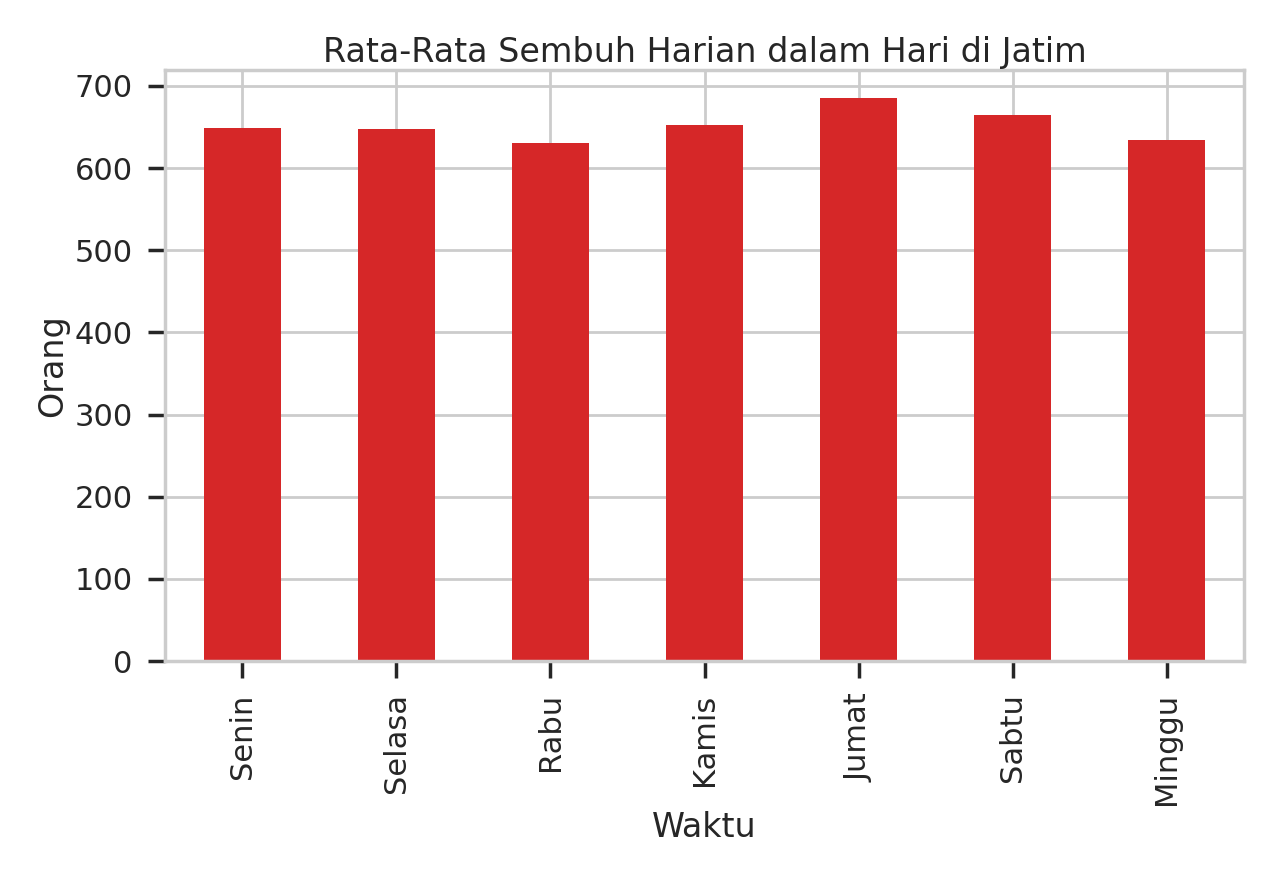 Rata-Rata Sembuh Harian dalam Hari di Jatim
Orang
700
600
500
400
300
200
100
0
Senin
Selasa
Rabu
Kamis
Jumat
Sabtu
Minggu
Waktu